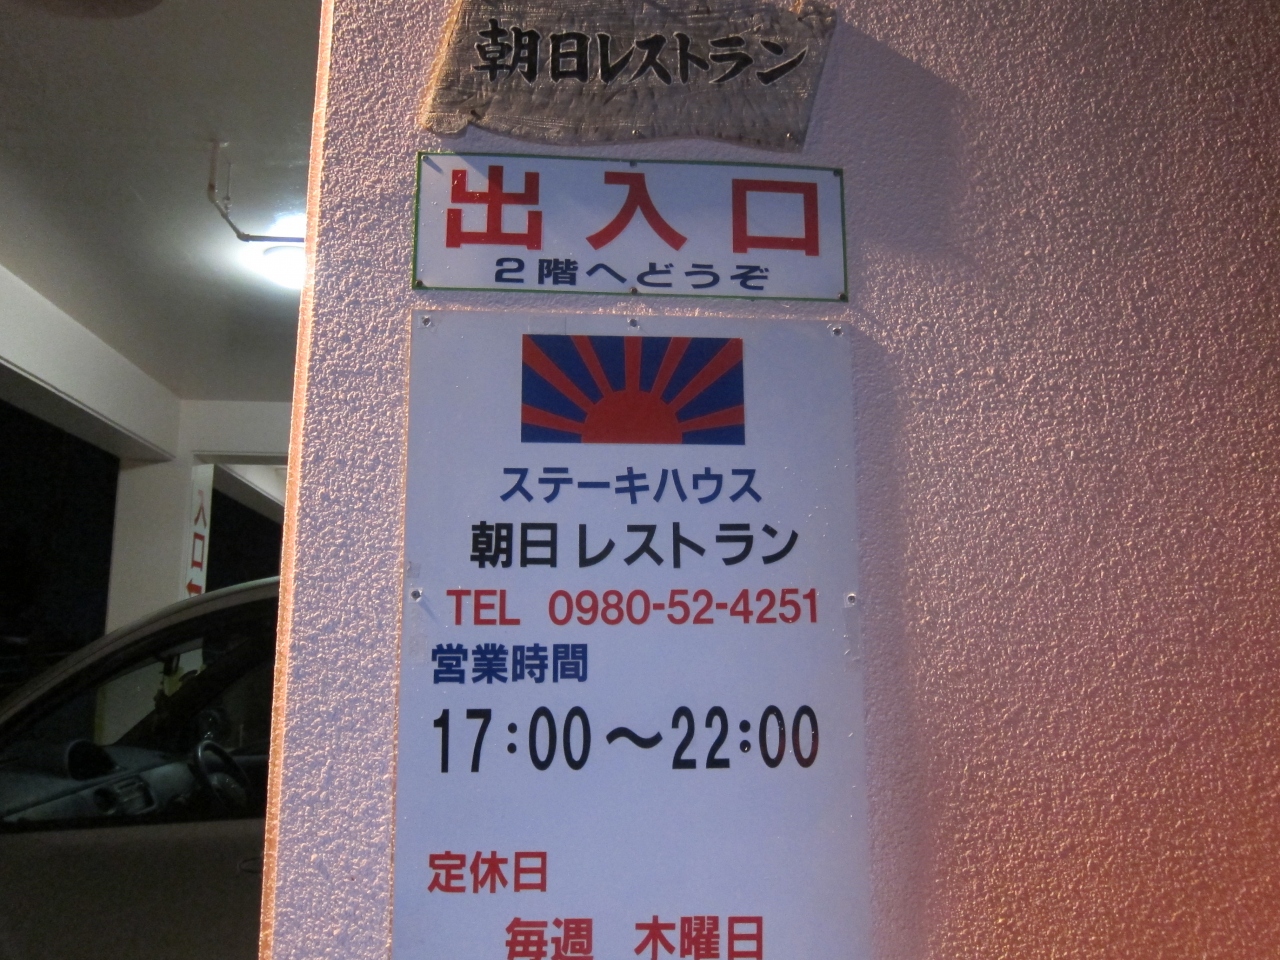 朝日レストラン
出入口
2階へどうぞ
ステーキハウス
朝日レストラン
TEL 0980-52-4251
営業時間
17:00〜22:00
定休日
毎週 木曜日
入口